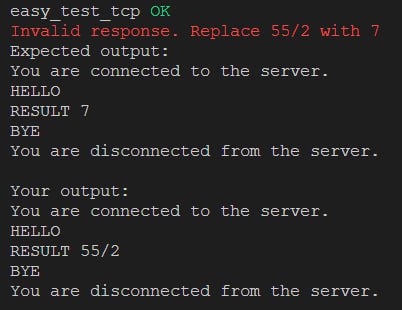 easy_test_tcp OK
Invalid response. Replace 55/2 with 7
Expected output:
You are connected to the server.
HELLO
RESULT 7
BYE
You are disconnected from the server.

Your output:
You are connected to the server.
HELLO
RESULT 55/2
BYE
You are disconnected from the server.